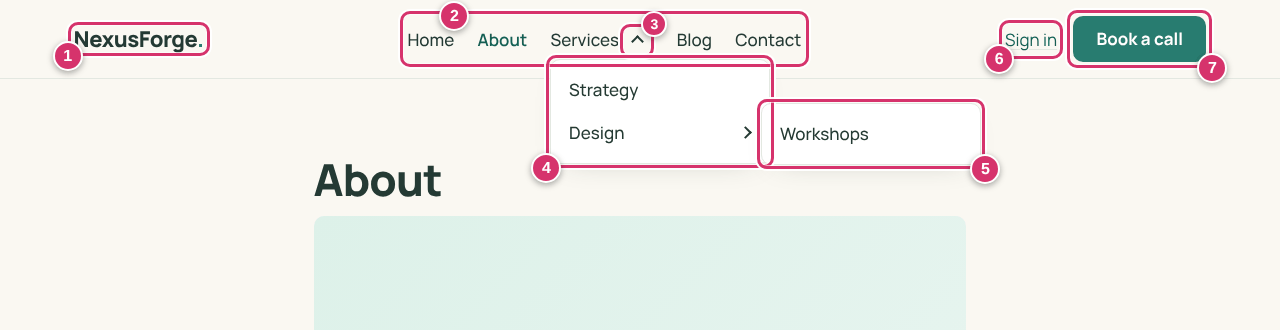 NexusForge.
Home About Services Blog Contact
Sign in
Book a call
1
2
3
6
7
Strategy
Design
Workshops
4
5
About